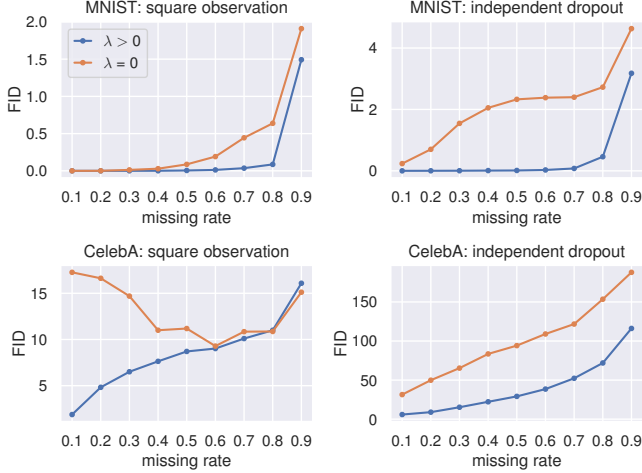 MNIST: square observation
2.0
1.5
1.0
0.5
0.0
FID
λ > 0
λ = 0
0.1 0.2 0.3 0.4 0.5 0.6 0.7 0.8 0.9
missing rate
MNIST: independent dropout
4
2
0
FID
0.1 0.2 0.3 0.4 0.5 0.6 0.7 0.8 0.9
missing rate
CelebA: square observation
15
10
5
FID
0.1 0.2 0.3 0.4 0.5 0.6 0.7 0.8 0.9
missing rate
CelebA: independent dropout
150
100
50
0
FID
0.1 0.2 0.3 0.4 0.5 0.6 0.7 0.8 0.9
missing rate